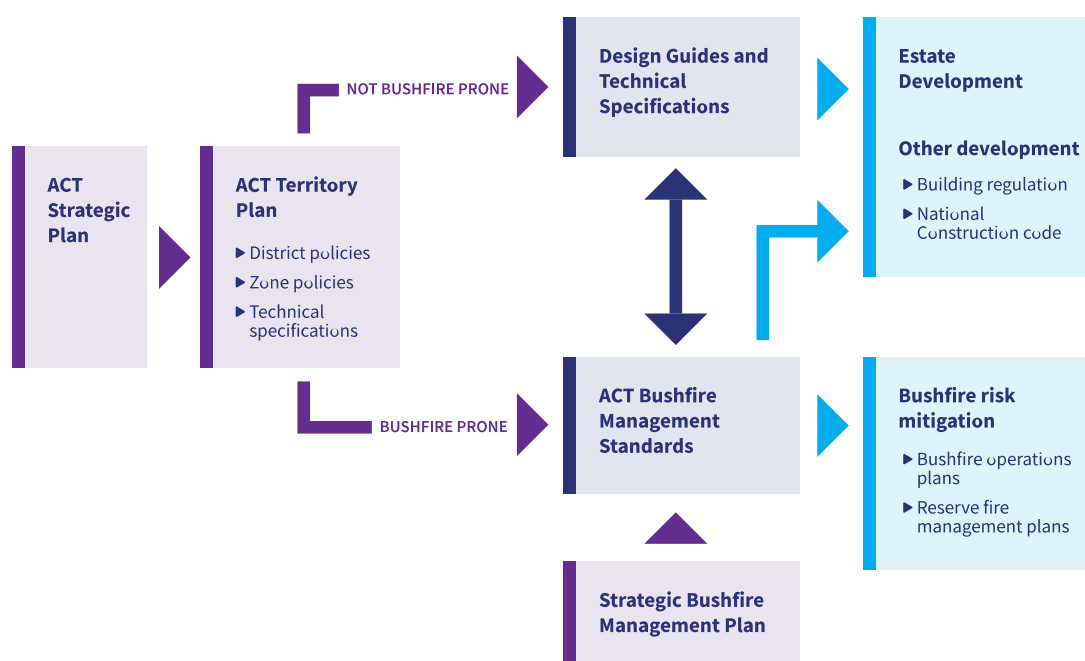 ACT
Strategic
Plan
ACT Territory
Plan
District policies
Zone policies
Technical
specifications
NOT BUSHFIRE PRONE
BUSHFIRE PRONE
Design Guides and
Technical
Specifications
ACT Bushfire
Management
Standards
Strategic Bushfire
Management Plan
Estate
Development
Other development
Building regulation
National
Construction code
Bushfire risk
mitigation
Bushfire operations
plans
Reserve fire
management plans